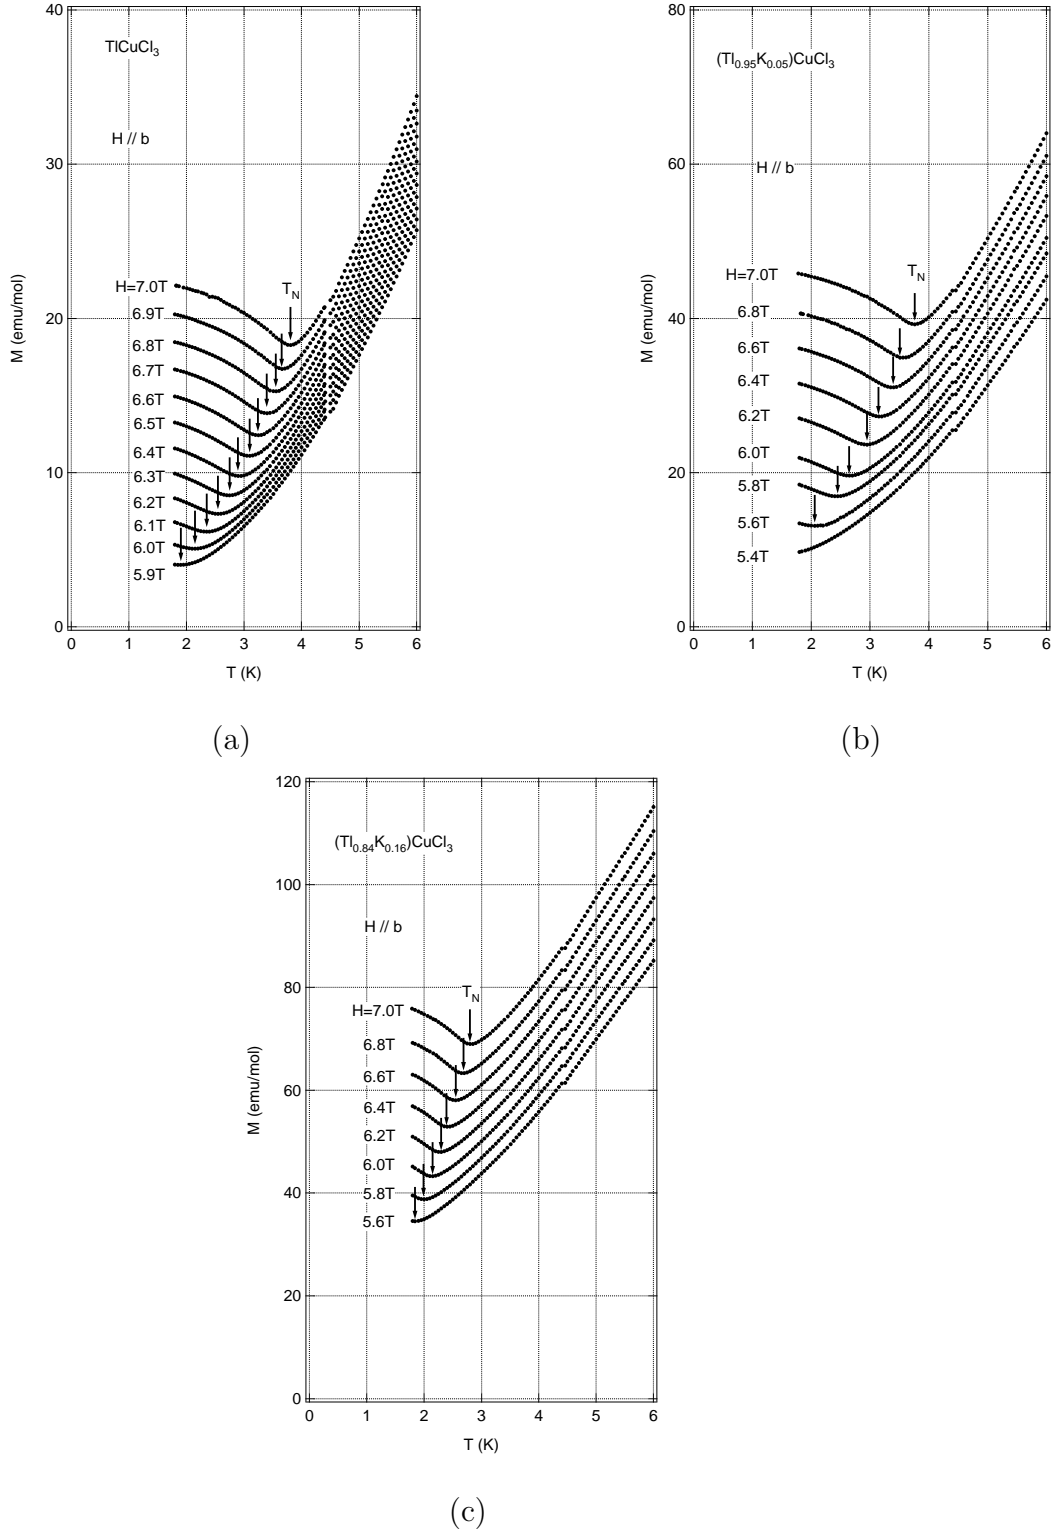 40
TlCuCl3
H // b
30
20
10
0
M (emu/mol)
H=7.0T
6.9T
6.8T
6.7T
6.6T
6.5T
6.4T
6.3T
6.2T
6.1T
6.0T
5.9T
TN
0 1 2 3 4 5 6
T (K)
(a)
80
(Tl0.95K0.05)CuCl3
H // b
60
40
20
0
M (emu/mol)
H=7.0T
6.8T
6.6T
6.4T
6.2T
6.0T
5.8T
5.6T
5.4T
TN
0 1 2 3 4 5 6
T (K)
(b)
120
(Tl0.84K0.16)CuCl3
H // b
100
80
60
40
20
0
M (emu/mol)
TN
H=7.0T
6.8T
6.6T
6.4T
6.2T
6.0T
5.8T
5.6T
0 1 2 3 4 5 6
T (K)
(c)